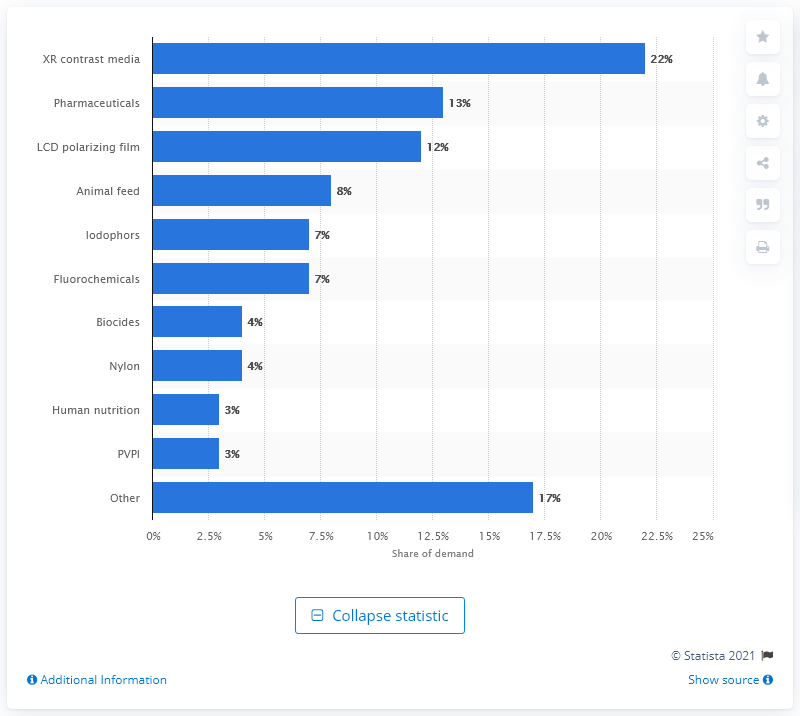 XR contrast media 22%
Pharmaceuticals 13%
LCD polarizing film 12%
Animal feed 8%
Iodophors 7%
Fluorochemicals 7%
Biocides 4%
Nylon 4%
Human nutrition 3%
PVPI 3%
Other 17%
0% 2.5% 5% 7.5% 10% 12.5% 15% 17.5% 20% 22.5% 25%
Share of demand
Collapse statistic
© Statista 2021
Additional Information Show source